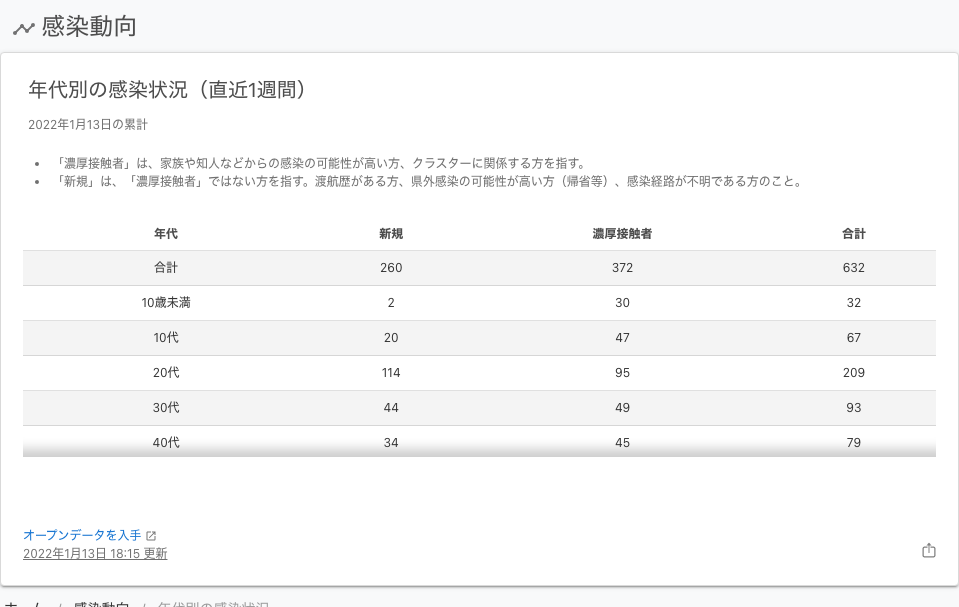 感染動向
年代別の感染状況（直近1週間）
2022年1月13日の累計
• 「濃厚接触者」は、家族や知人などからの感染の可能性が高い方、クラスターに関係する方を指す。
• 「新規」は、「濃厚接触者」ではない方を指す。渡航歴がある方、県外感染の可能性が高い方（帰省等）、感染経路が不明である方のこと。
年代 新規 濃厚接触者 合計
合計 260 372 632
10歳未満 2 30 32
10代 20 47 67
20代 114 95 209
30代 44 49 93
40代 34 45 79
オープンデータを入手
2022年1月13日 18:15 更新
ホーム / 感染動向 / 年代別の感染状況